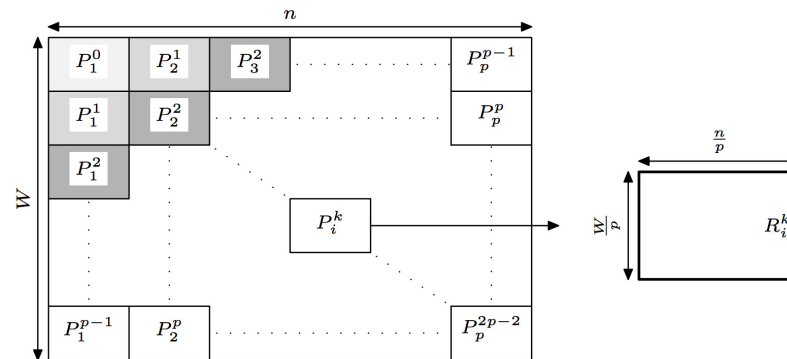 n
P_1^0 P_2^1 P_3^2 P_p^{p-1}
P_1^1 P_2^2 P_p^p
P_1^2
n/p
W
P_i^k
W/p
R_i^k
P_1^{p-1} P_2^p P_p^{2p-2}